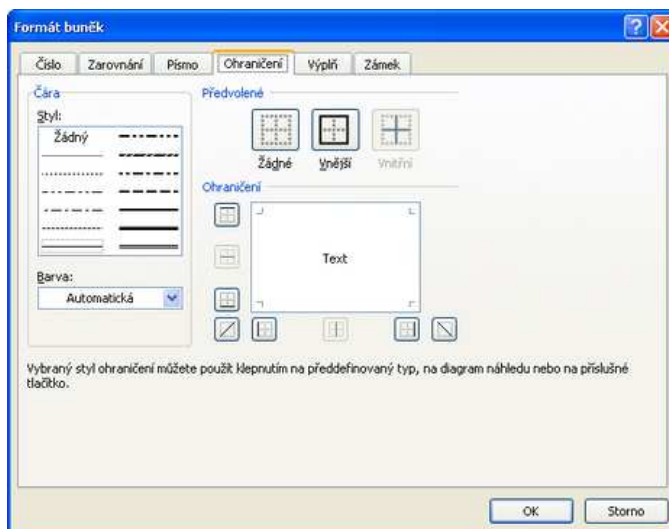 Formát buněk
Číslo Zarovnání Písmo Ohraničení Výplň Zámek
Čára
Styl:
Žádný
Barva:
Automatická
Předvolené
Žádné Vnější Vnitřní
Ohraničení
Text
Vybraný styl ohraničení můžete použít klepnutím na předdefinovaný typ, na diagram náhledu nebo na příslušné
tlačítko.
OK Storno